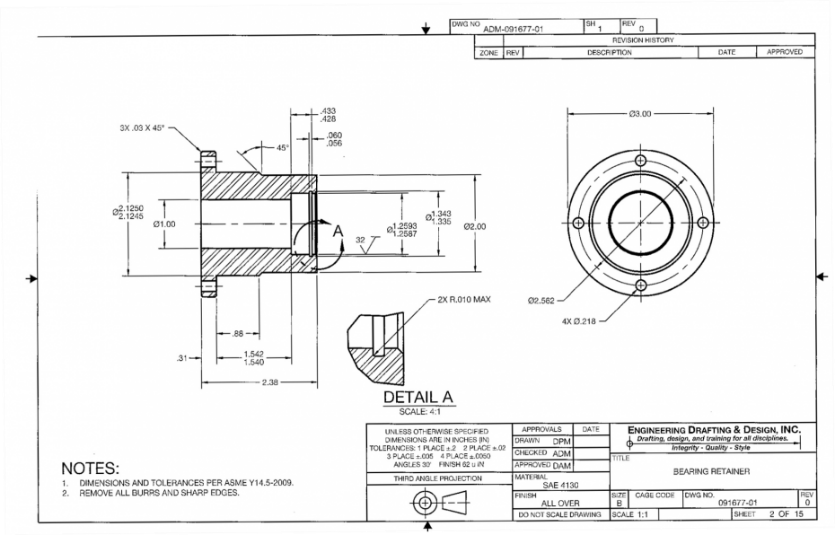 DWG NO ADM-091677-01 SH 1 REV 0
REVISION HISTORY
ZONE REV DESCRIPTION DATE APPROVED
.433
.428
3X .03 X 45°
.060
.056
45°
Ø3.00
Ø2.1250
2.1245
Ø1.00
A
32
Ø1.2593
1.2587
Ø1.343
1.335
Ø2.00
2X R.010 MAX
Ø2.562
4X Ø.218
.88
.31
1.542
1.540
2.38
DETAIL A
SCALE: 4:1
NOTES:
1. DIMENSIONS AND TOLERANCES PER ASME Y14.5-2009.
2. REMOVE ALL BURRS AND SHARP EDGES.
UNLESS OTHERWISE SPECIFIED
DIMENSIONS ARE IN INCHES (IN)
TOLERANCES: 1 PLACE ±.2 2 PLACE ±.02
3 PLACE ±.005 4 PLACE ±.0050
ANGLES 30' FINISH 62 u IN
THIRD ANGLE PROJECTION
APPROVALS DATE
DRAWN DPM
CHECKED ADM
APPROVED DAM
MATERIAL
SAE 4130
FINISH
ALL OVER
DO NOT SCALE DRAWING
ENGINEERING DRAFTING & DESIGN, INC.
Drafting, design, and training for all disciplines.
Integrity - Quality - Style
TITLE
BEARING RETAINER
SIZE B
CAGE CODE
DWG NO. 091677-01
REV 0
SCALE 1:1
SHEET 2 OF 15